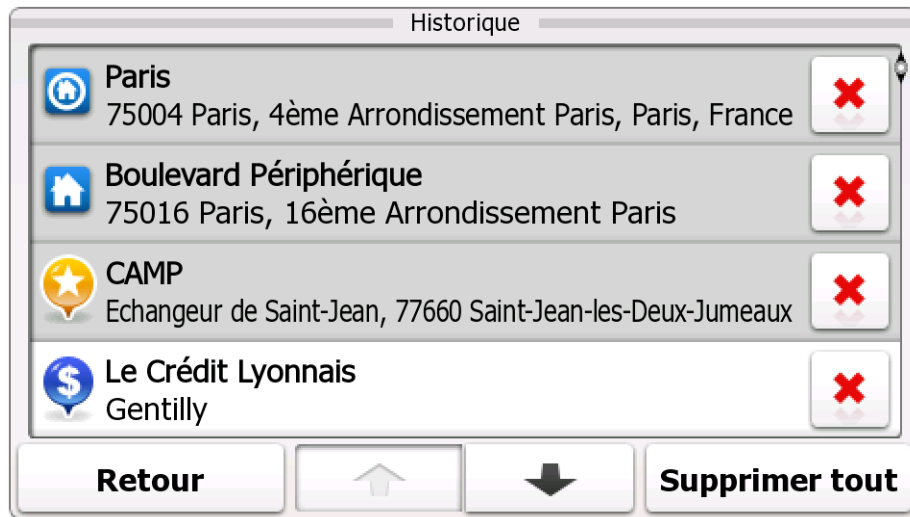 Historique
Paris
75004 Paris, 4ème Arrondissement Paris, Paris, France
Boulevard Périphérique
75016 Paris, 16ème Arrondissement Paris
CAMP
Echangeur de Saint-Jean, 77660 Saint-Jean-les-Deux-Jumeaux
Le Crédit Lyonnais
Gentilly
Retour
Supprimer tout